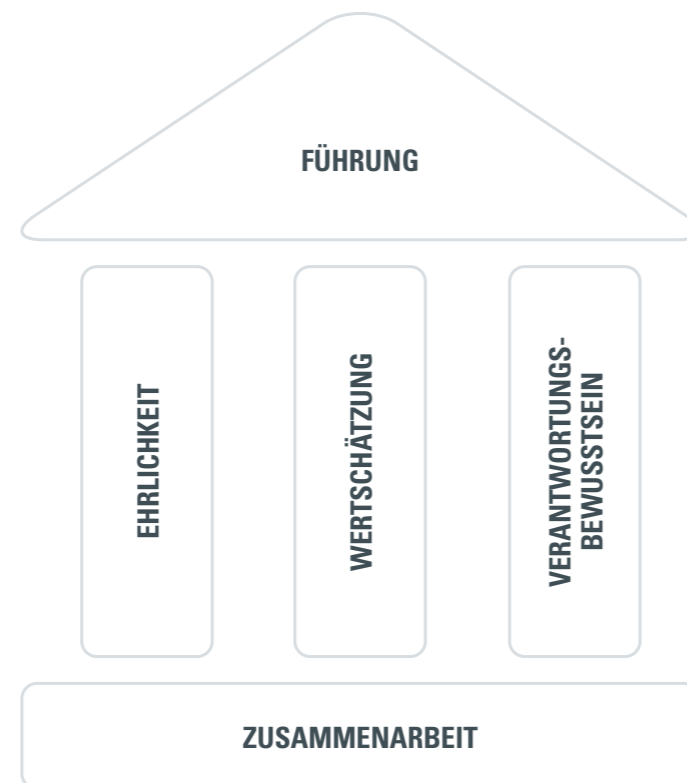 FÜHRUNG
EHRLICHKEIT
WERTSCHÄTZUNG
VERANTWORTUNGS-
BEWUSSTSEIN
ZUSAMMENARBEIT